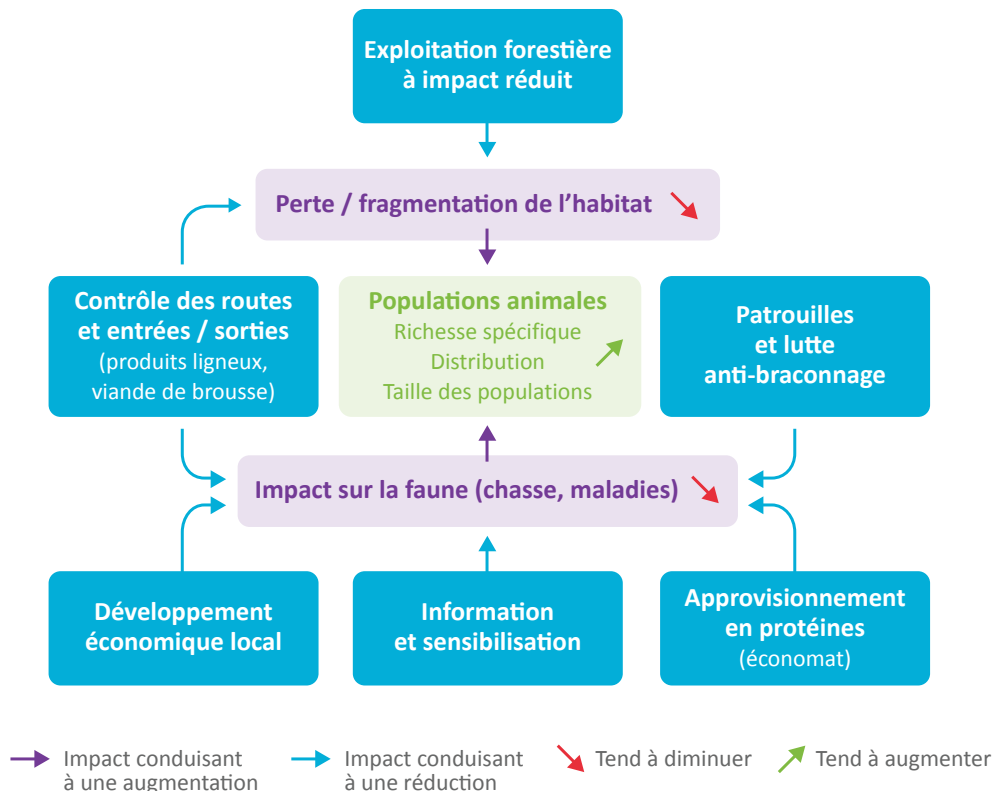 Exploitation forestière
à impact réduit
Perte / fragmentation de l’habitat
Contrôle des routes
et entrées / sorties
(produits ligneux,
viande de brousse)
Populations animales
Richesse spécifique
Distribution
Taille des populations
Patrouilles
et lutte
anti-braconnage
Impact sur la faune (chasse, maladies)
Développement
économique local
Information
et sensibilisation
Approvisionnement
en protéines
(économat)
Impact conduisant
à une augmentation
Impact conduisant
à une réduction
Tend à diminuer
Tend à augmenter